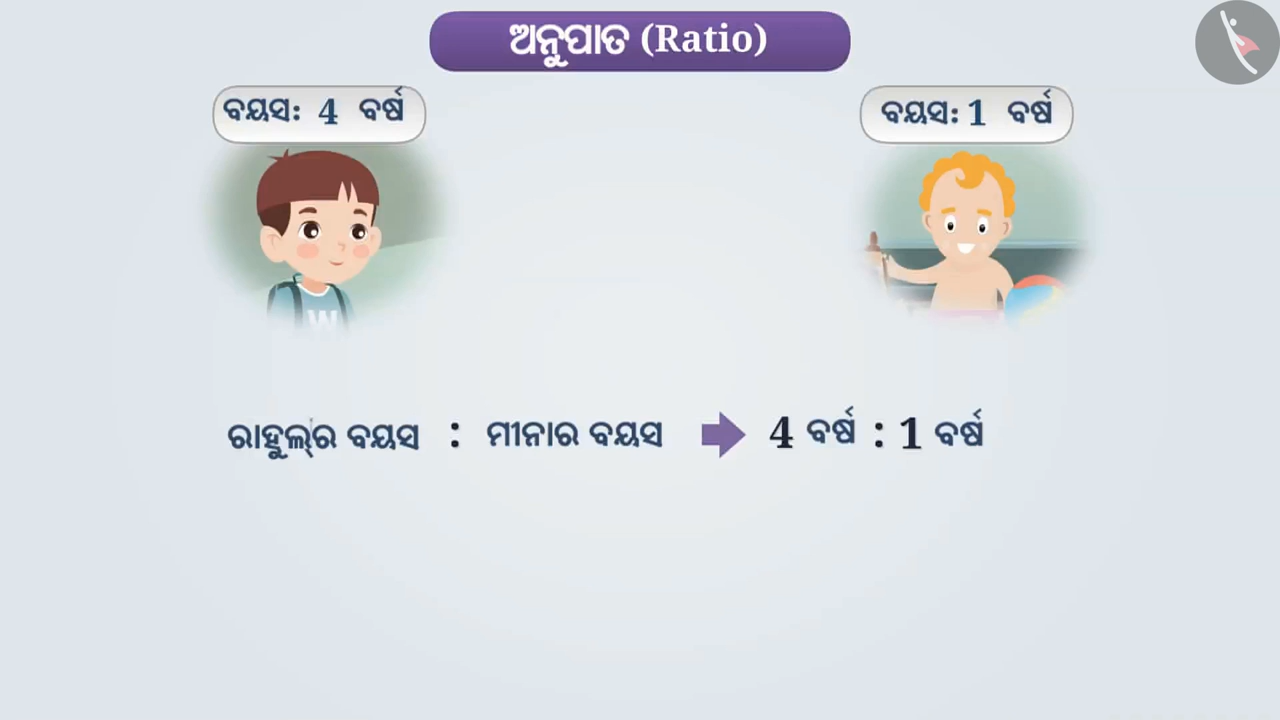 ଅନୁପାତ (Ratio)
ବୟସ: 4 ବର୍ଷ
ବୟସ: 1 ବର୍ଷ
W
ରାହୁଲ୍‌ର ବୟସ : ମୀନାର ବୟସ ➡ 4 ବର୍ଷ : 1 ବର୍ଷ